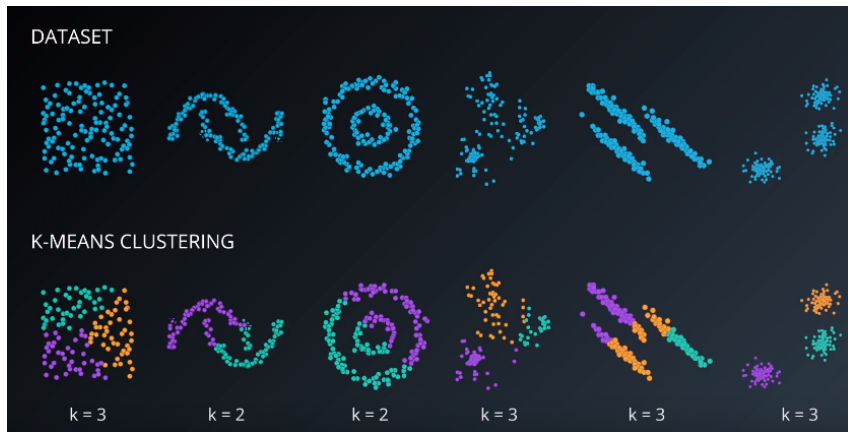 DATASET
K-MEANS CLUSTERING
k = 3 k = 2 k = 2 k = 3 k = 3 k = 3